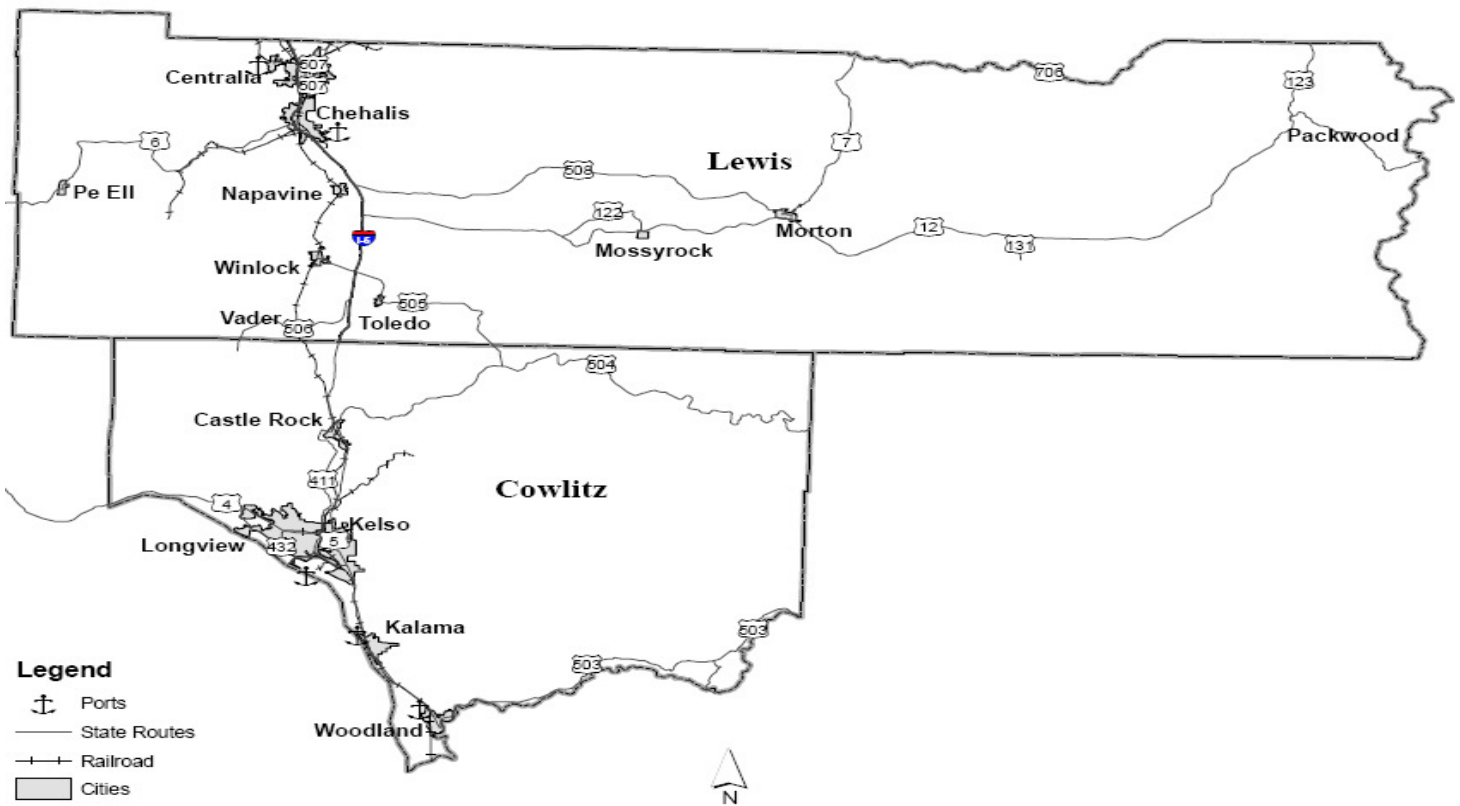 507
Centralia
507
Chehalis
706
123
Packwood
6
7
Lewis
508
Pe Ell
Napavine
122
12
Morton
131
Mossyrock
I-5
Winlock
505
Vader
506
Toledo
504
Castle Rock
411
Cowlitz
4
Kelso
Longview
432
5
Kalama
503
503
Woodland
Legend
Ports
State Routes
Railroad
Cities
N